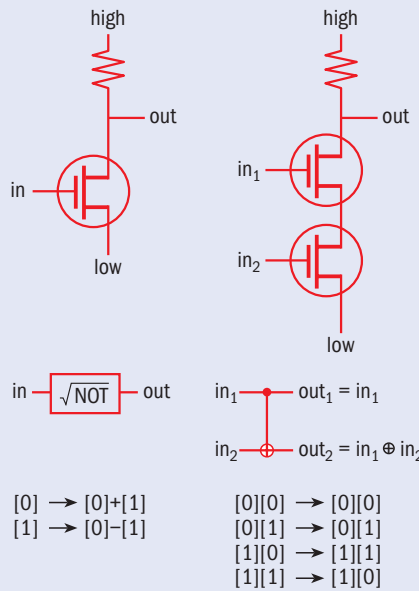 high
out
in
low
high
out
in₁
in₂
low
in √NOT out
[0] → [0]+[1]
[1] → [0]−[1]
in₁ out₁ = in₁
in₂ out₂ = in₁ ⊕ in₂
[0][0] → [0][0]
[0][1] → [0][1]
[1][0] → [1][1]
[1][1] → [1][0]